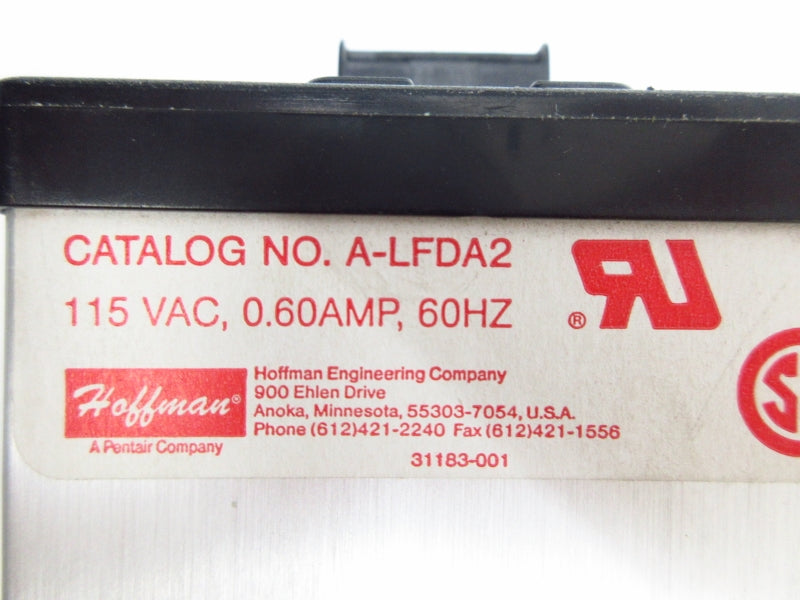 CATALOG NO. A-LFDA2
115 VAC, 0.60AMP, 60HZ
® RU
Hoffman®
A Pentair Company
Hoffman Engineering Company
900 Ehlen Drive
Anoka, Minnesota, 55303-7054, U.S.A.
Phone (612)421-2240 Fax (612)421-1556
31183-001